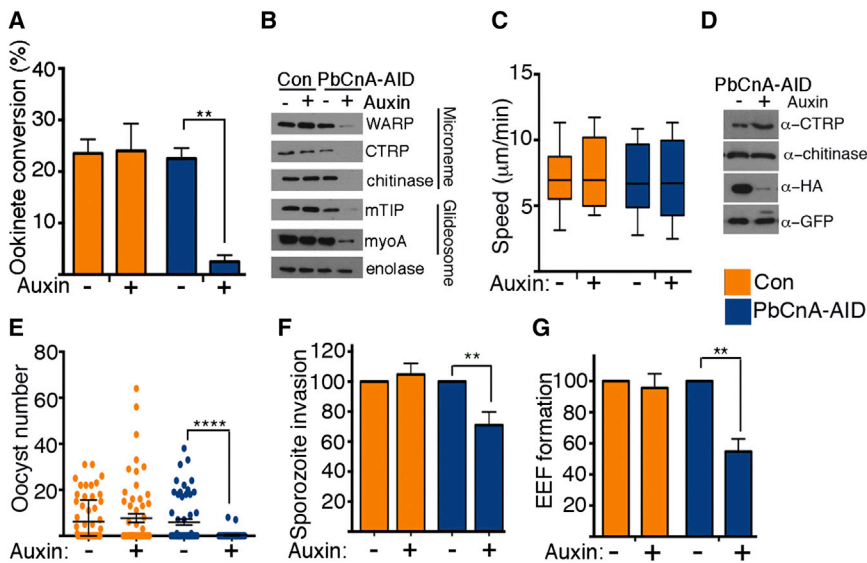 A
Ookinete conversion (%)
40
30
20
10
**
Auxin - + - +
B
Con PbCnA-AID
- + - + Auxin
WARP
CTRP
chitinase
mTIP
myoA
enolase
Microneme
Glideosome
C
Speed (μm/min)
15
10
5
Auxin: - + - +
D
PbCnA-AID
- + Auxin
α-CTRP
α-chitinase
α-HA
α-GFP
Con
PbCnA-AID
E
Oocyst number
80
60
40
20
****
Auxin: - + - +
F
Sporozoite invasion
120
100
80
60
40
20
**
Auxin: - + - +
G
EEF formation
100
80
60
40
20
**
Auxin: - + - +